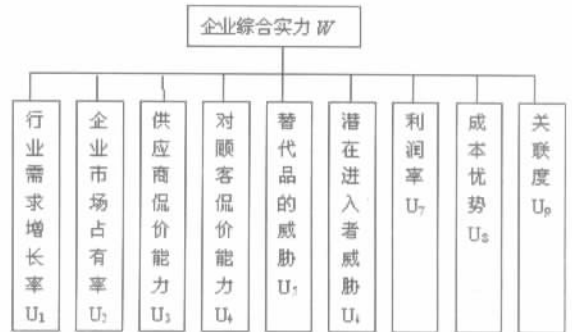 企业综合实力 W
行业需求增长率 U₁
企业市场占有率 U₂
供应商侃价能力 U₃
对顾客侃价能力 U₄
替代品的威胁 U₅
潜在进入者威胁
利润率 U₇
成本优势 U₈
关联度 U₉